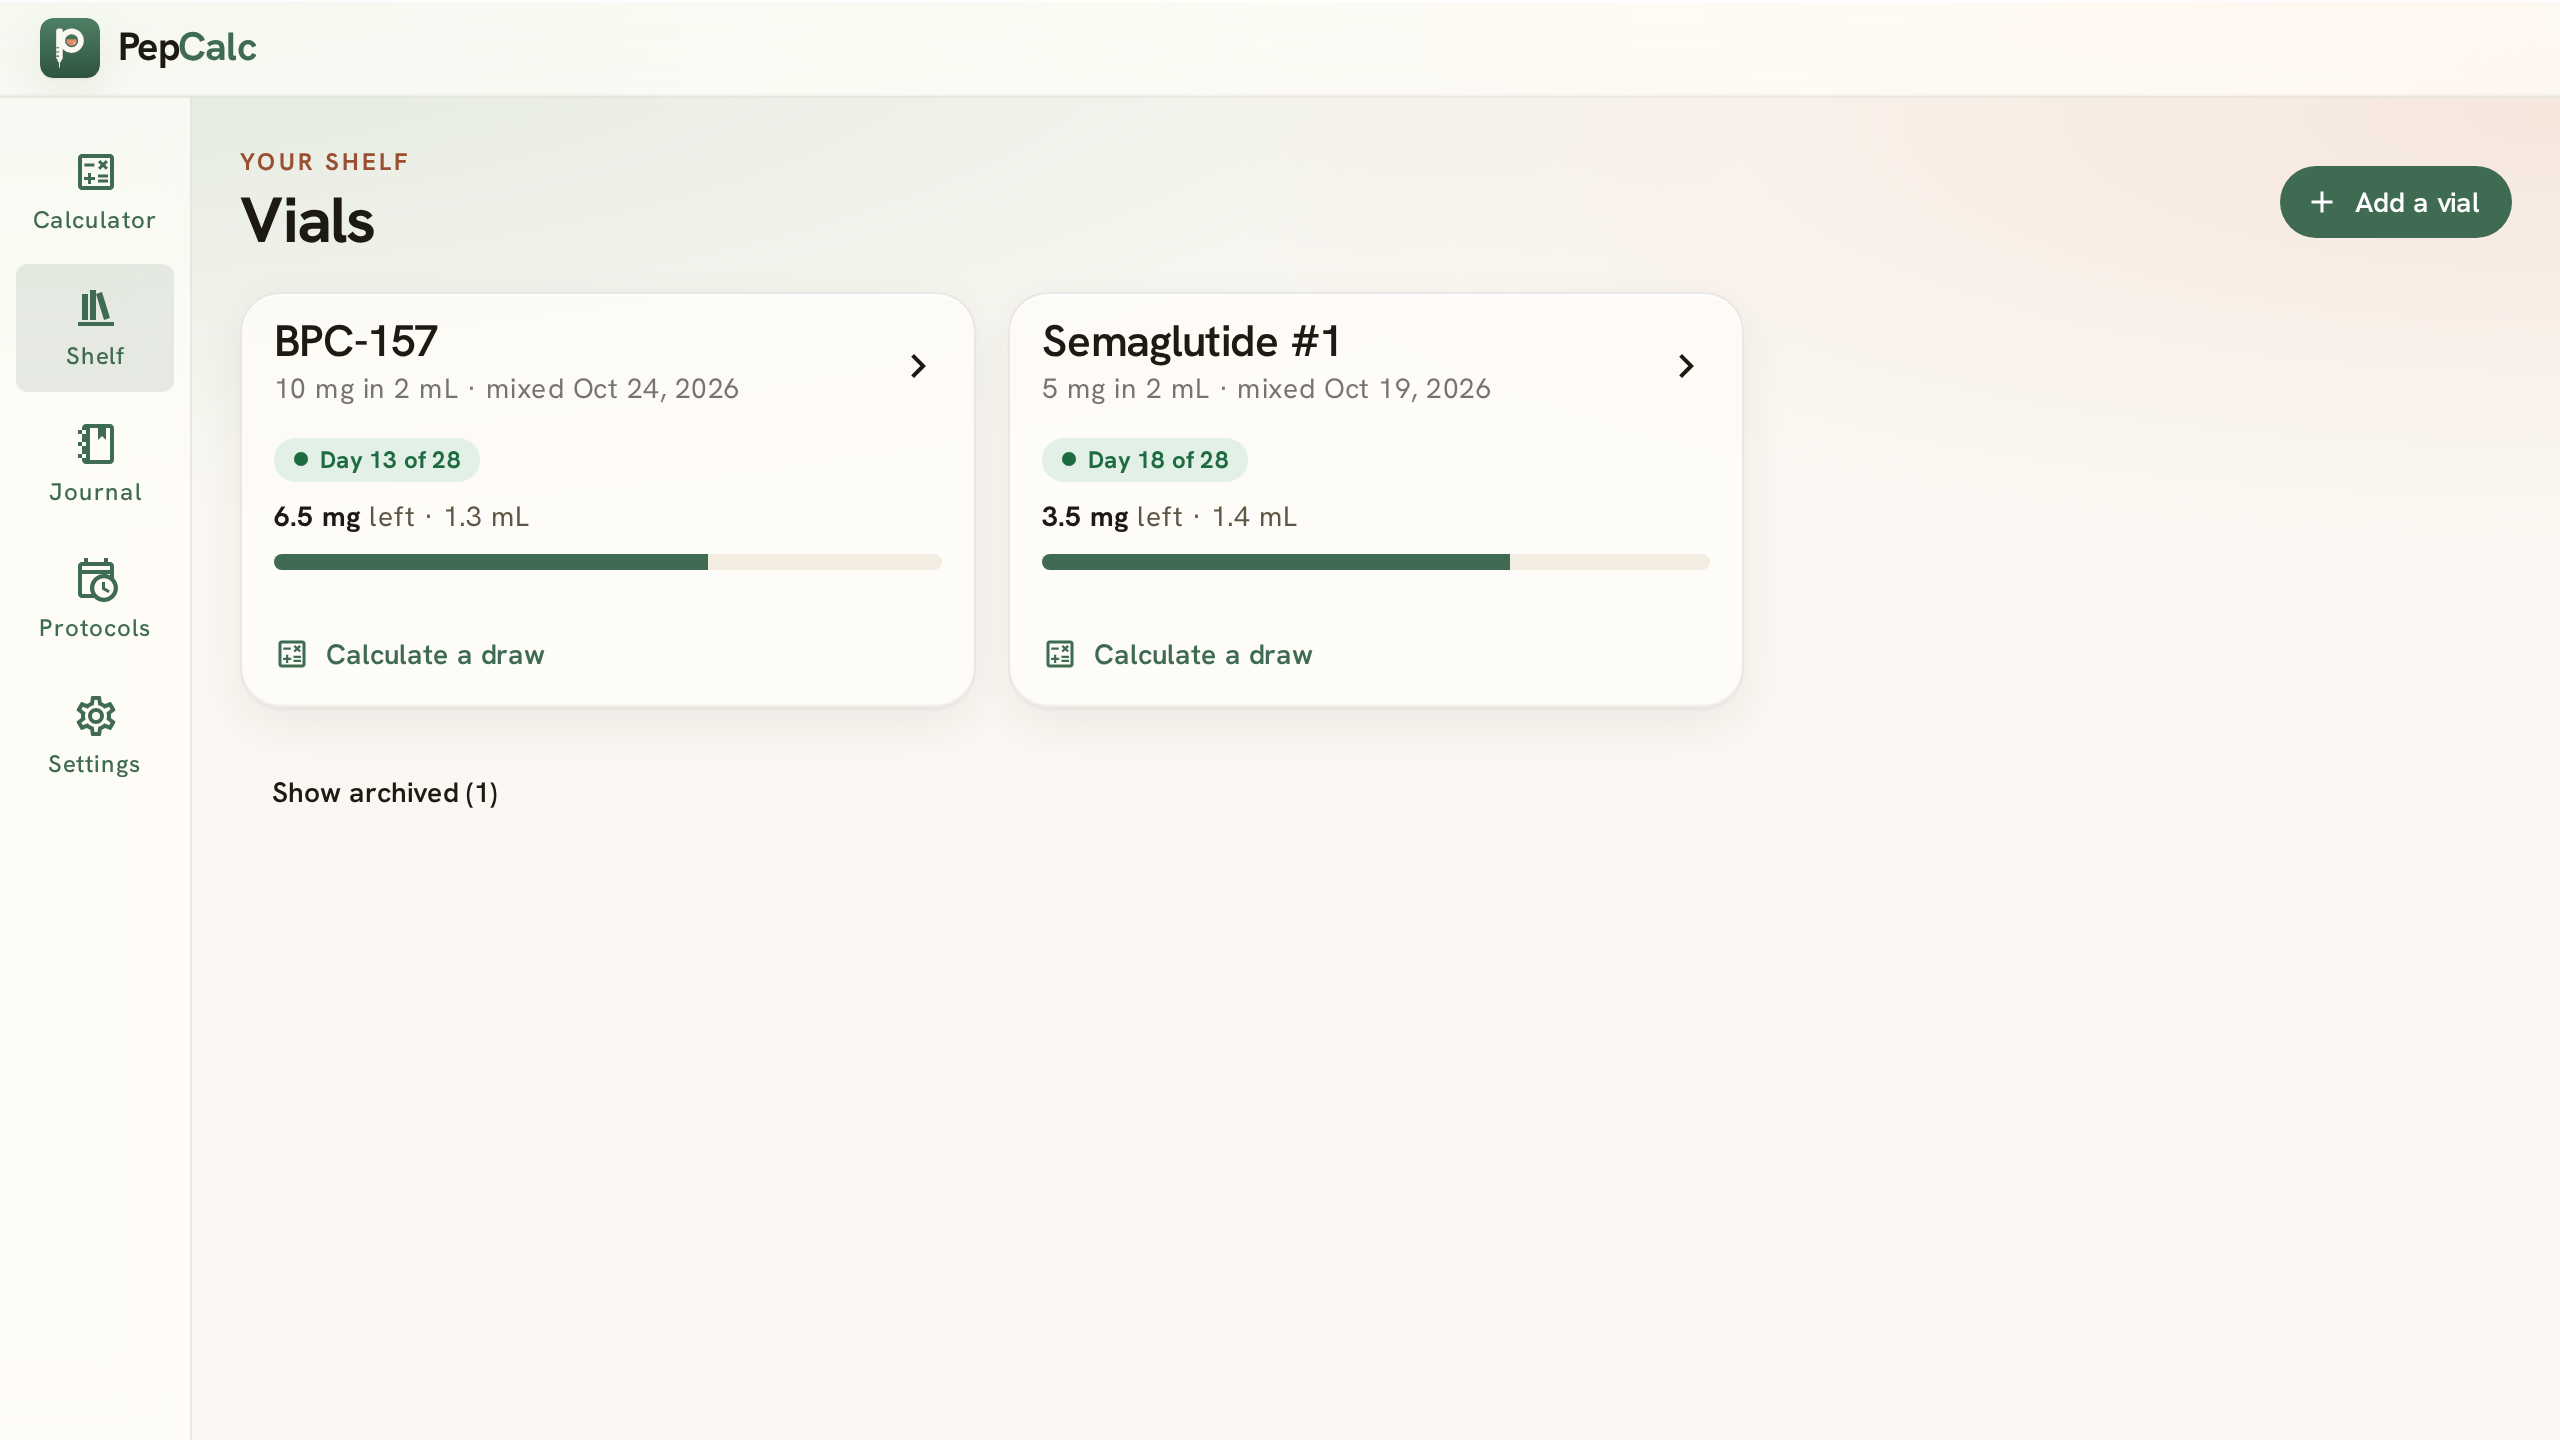 PepCalc
Calculator
Shelf
Journal
Protocols
Settings
YOUR SHELF
Vials
Add a vial
BPC-157
10 mg in 2 mL · mixed Oct 24, 2026
Day 13 of 28
6.5 mg left · 1.3 mL
Calculate a draw
Semaglutide #1
5 mg in 2 mL · mixed Oct 19, 2026
Day 18 of 28
3.5 mg left · 1.4 mL
Calculate a draw
Show archived (1)